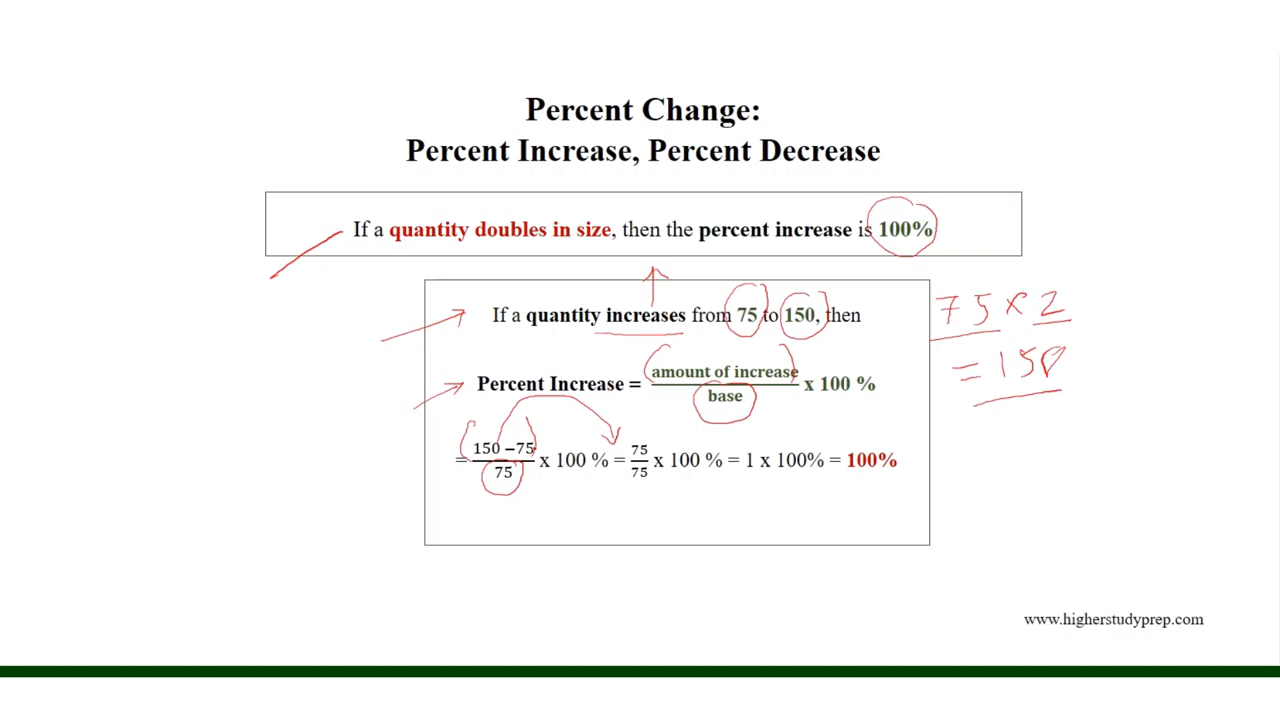 Percent Change:
Percent Increase, Percent Decrease
If a quantity doubles in size, then the percent increase is 100%
If a quantity increases from 75 to 150, then
75 x 2
= 150
Percent Increase = amount of increase / base x 100 %
= 150 −75 / 75 x 100 % = 75 / 75 x 100 % = 1 x 100% = 100%
www.higherstudyprep.com